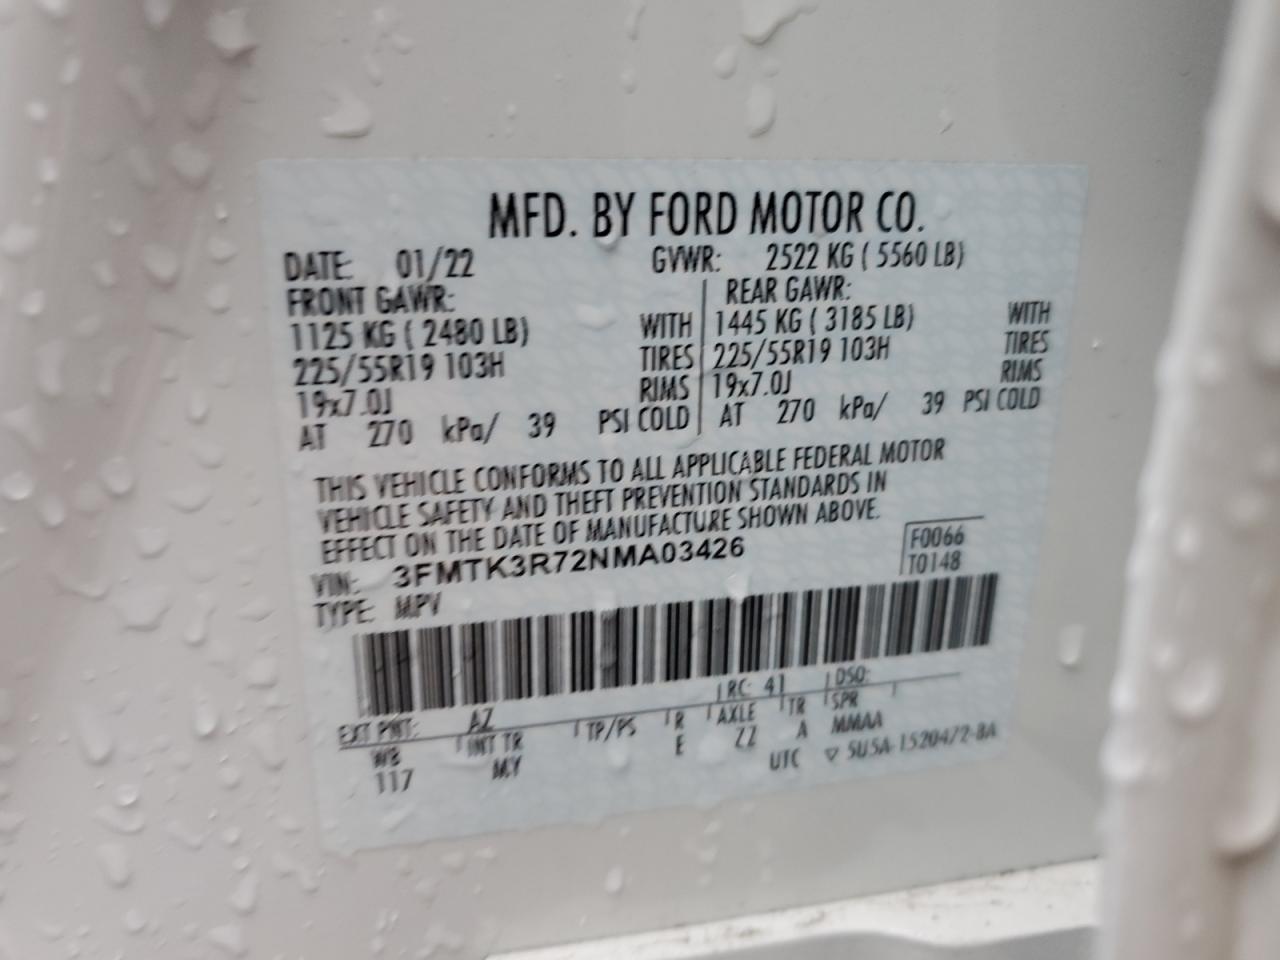 MFD. BY FORD MOTOR CO.
DATE: 01/22 GVWR: 2522 KG ( 5560 LB)
FRONT GAWR: REAR GAWR:
1125 KG ( 2480 LB) WITH 1445 KG ( 3185 LB) WITH
225/55R19 103H TIRES 225/55R19 103H TIRES
19x7.0J RIMS 19x7.0J RIMS
AT 270 kPa/ 39 PSI COLD AT 270 kPa/ 39 PSI COLD
THIS VEHICLE CONFORMS TO ALL APPLICABLE FEDERAL MOTOR
VEHICLE SAFETY AND THEFT PREVENTION STANDARDS IN
EFFECT ON THE DATE OF MANUFACTURE SHOWN ABOVE.
VIN: 3FMTK3R72NMA03426
F0066
TYPE: MPV
T0148
EXT PNT: AZ RC: 41 DSO:
WB INT TR TP/PS R AXLE TR SPR
117 MY E ZZ A MMAA
UTC ▽ 5U5A-1520472-BA